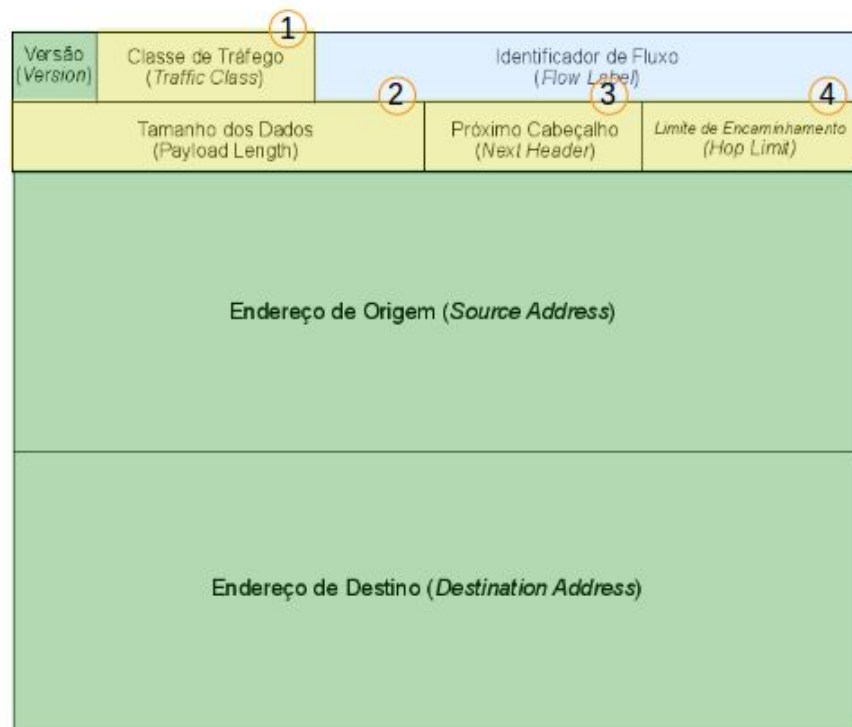 ①
Versão
(Version)
Classe de Tráfego
(Traffic Class)
Identificador de Fluxo
(Flow Label)
②
Tamanho dos Dados
(Payload Length)
③
Próximo Cabeçalho
(Next Header)
④
Limite de Encaminhamento
(Hop Limit)
Endereço de Origem (Source Address)
Endereço de Destino (Destination Address)